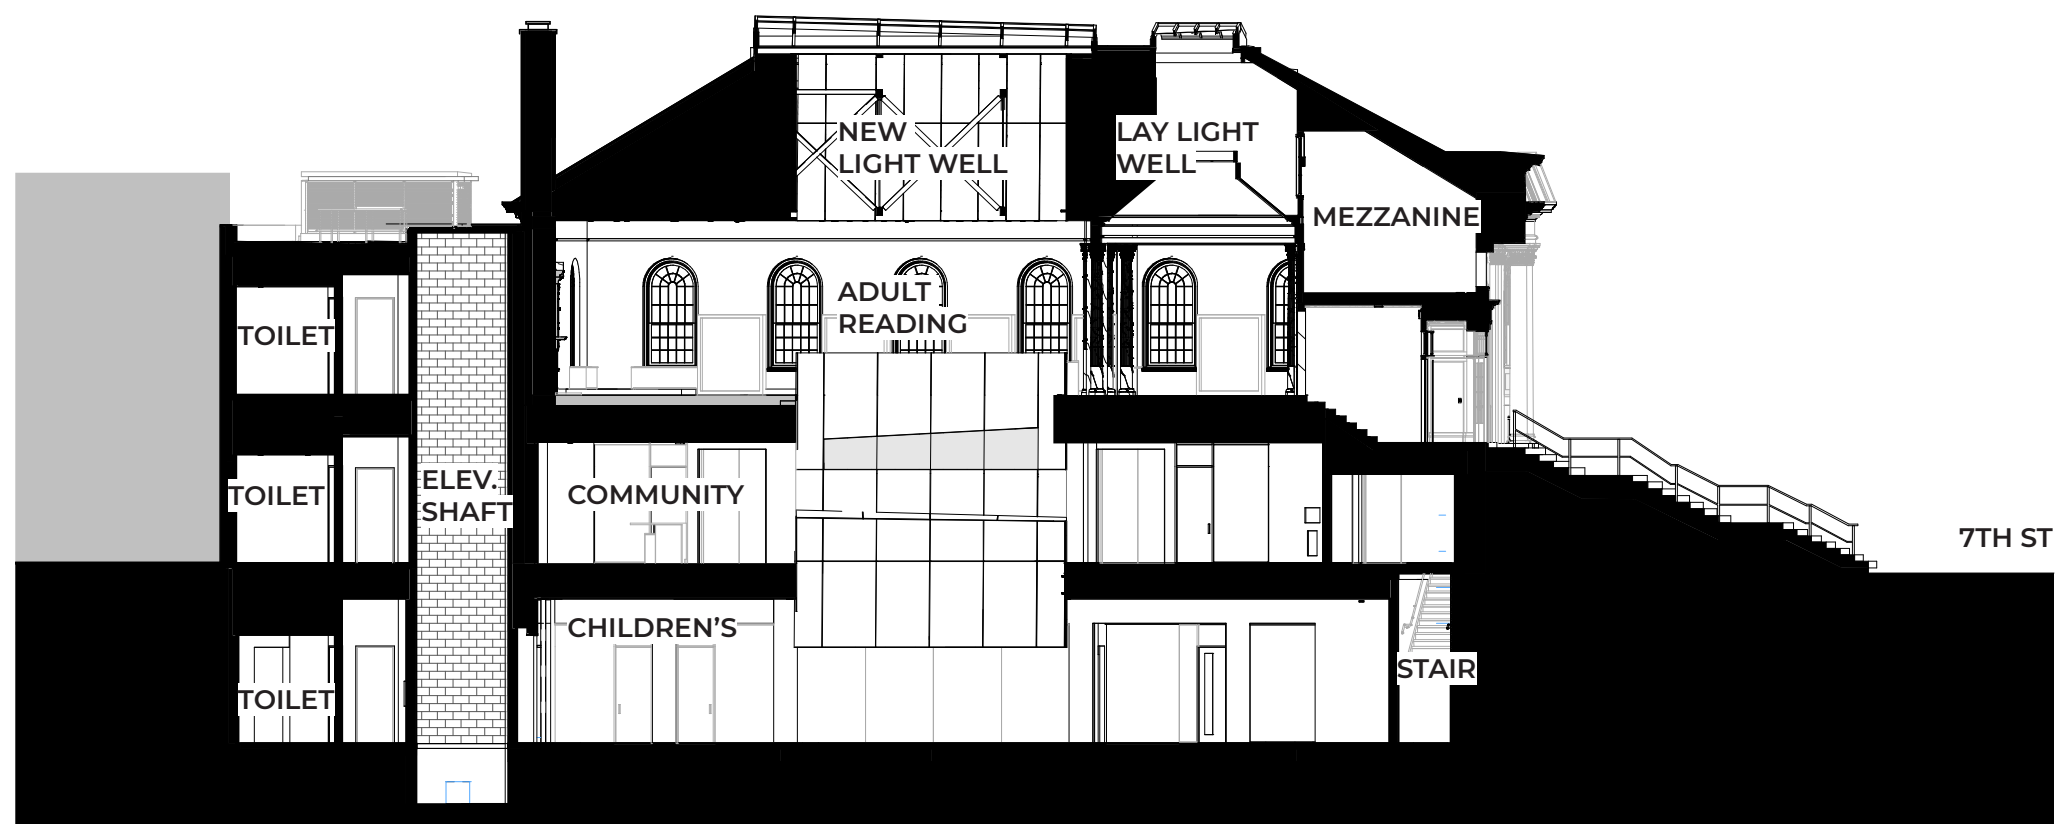 NEW
LIGHT WELL
LAY LIGHT
WELL
MEZZANINE
ADULT
READING
TOILET
TOILET
ELEV.
SHAFT
COMMUNITY
7TH ST
CHILDREN’S
STAIR
TOILET